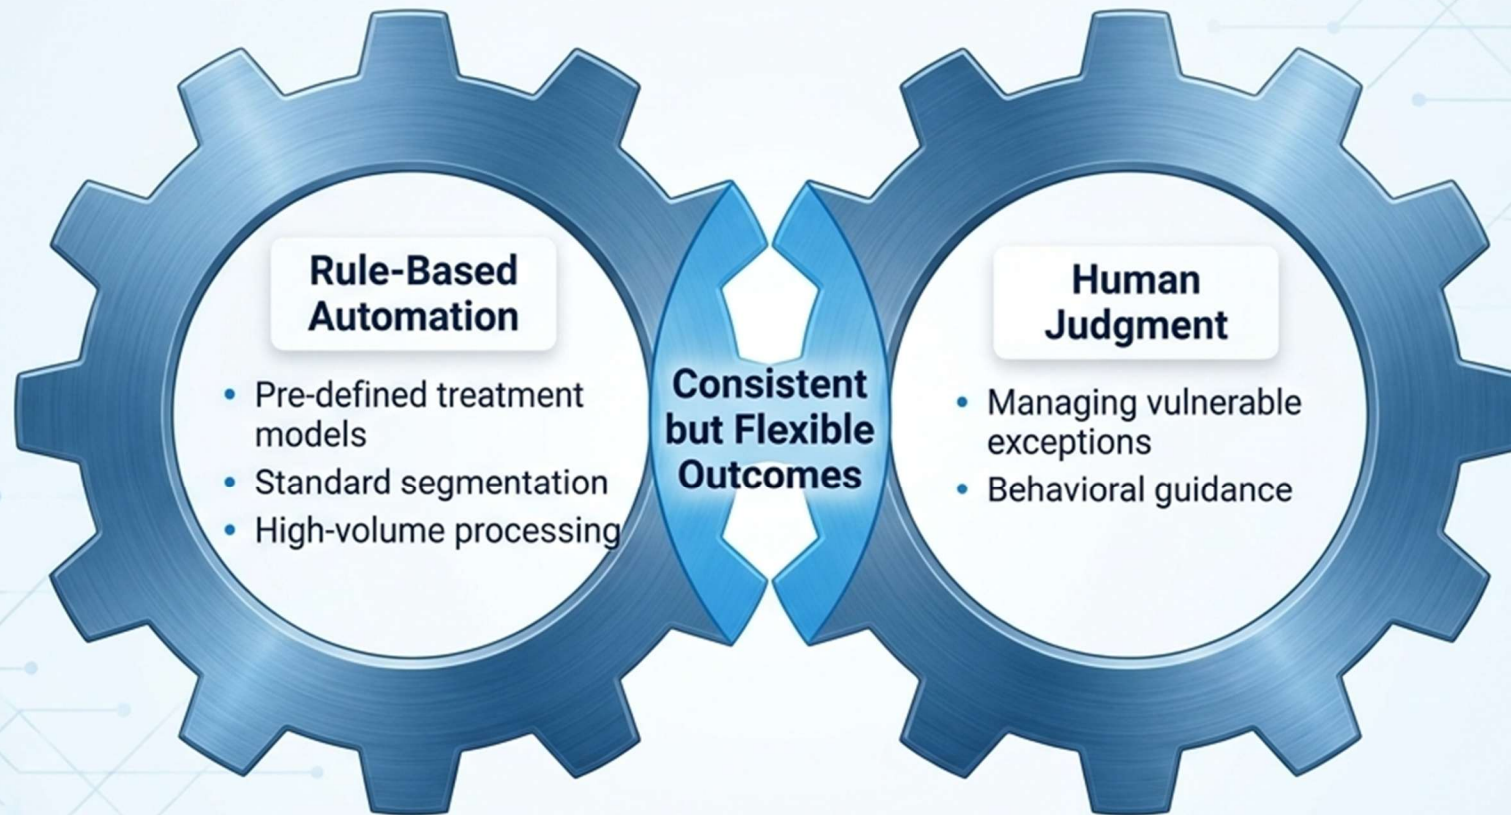 Rule-Based
Automation
• Pre-defined treatment
models
• Standard segmentation
• High-volume processing
Consistent
but Flexible
Outcomes
Human
Judgment
• Managing vulnerable
exceptions
• Behavioral guidance